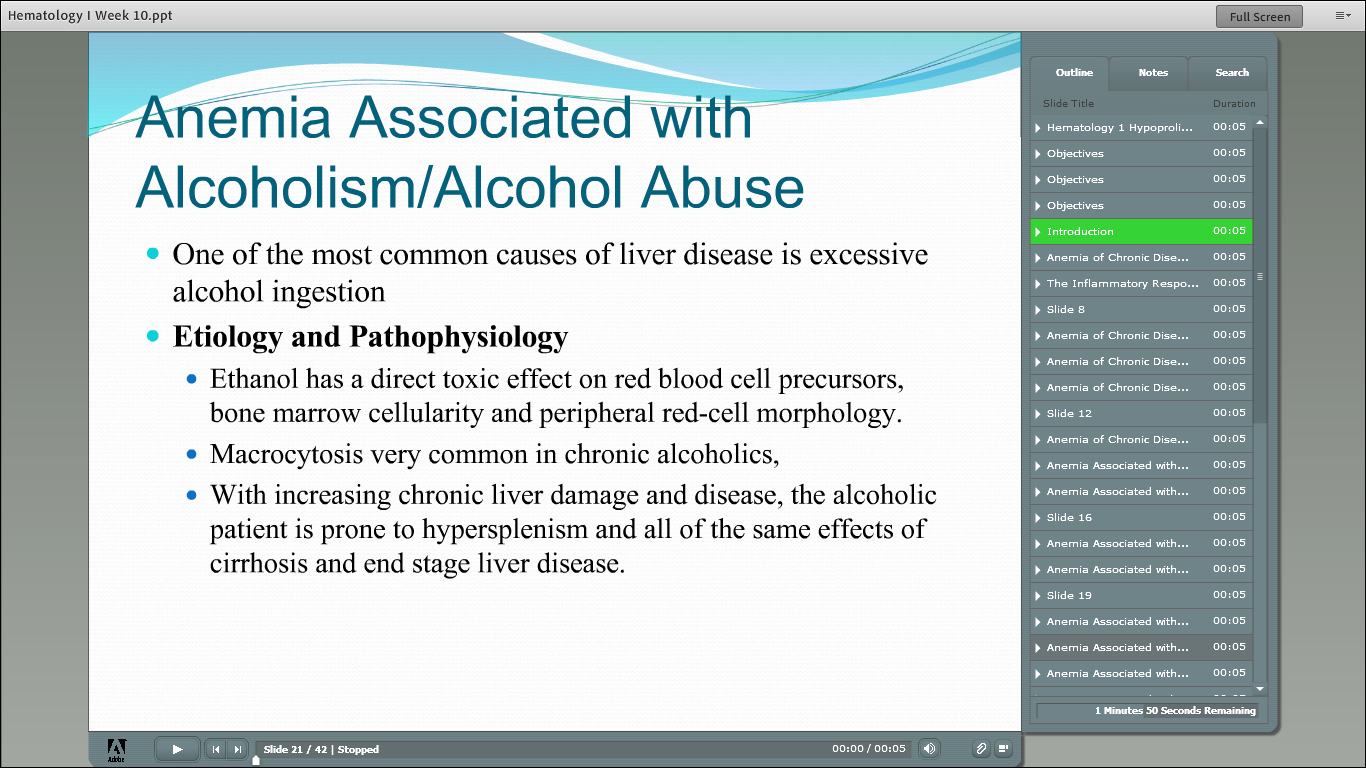 Hematology I Week 10.ppt
Full Screen
Anemia Associated with
Alcoholism/Alcohol Abuse
One of the most common causes of liver disease is excessive
alcohol ingestion
Etiology and Pathophysiology
Ethanol has a direct toxic effect on red blood cell precursors,
bone marrow cellularity and peripheral red-cell morphology.
Macrocytosis very common in chronic alcoholics,
With increasing chronic liver damage and disease, the alcoholic
patient is prone to hypersplenism and all of the same effects of
cirrhosis and end stage liver disease.
Outline Notes Search
Slide Title Duration
Hematology 1 Hypoproli... 00:05
Objectives 00:05
Objectives 00:05
Objectives 00:05
Introduction 00:05
Anemia of Chronic Dise... 00:05
The Inflammatory Respo... 00:05
Slide 8 00:05
Anemia of Chronic Dise... 00:05
Anemia of Chronic Dise... 00:05
Anemia of Chronic Dise... 00:05
Slide 12 00:05
Anemia of Chronic Dise... 00:05
Anemia Associated with... 00:05
Anemia Associated with... 00:05
Slide 16 00:05
Anemia Associated with... 00:05
Anemia Associated with... 00:05
Slide 19 00:05
Anemia Associated with... 00:05
Anemia Associated with... 00:05
Anemia Associated with... 00:05
1 Minutes 50 Seconds Remaining
Adobe
Slide 21 / 42 | Stopped 00:00 / 00:05